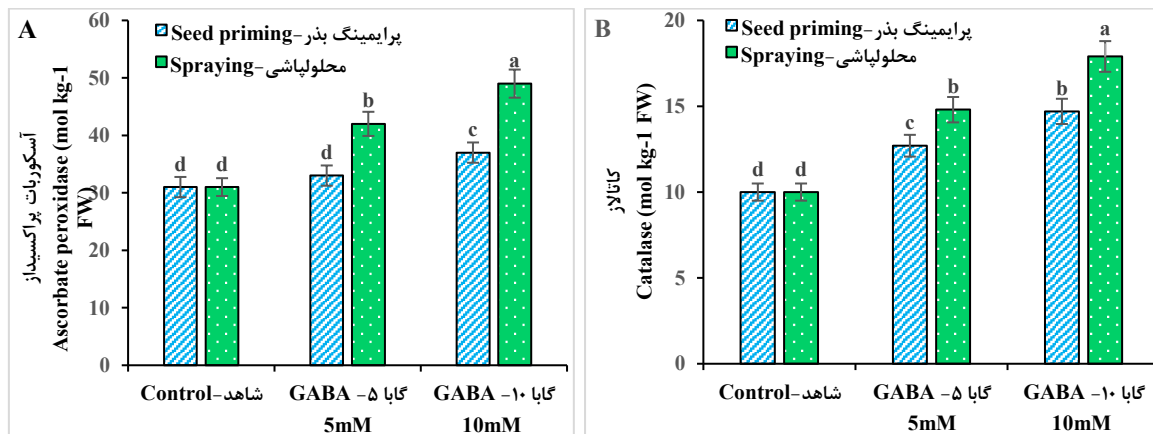 A
Seed priming-پرایمینگ بذر
Spraying-محلولپاشی
آسکوربات پراکسیداز
Ascorbate peroxidase (mol kg-1
FW)
60
50
40
30
20
10
0
d d d b c a
Control-شاهد
GABA -۵ گابا
5mM
GABA -۱۰ گابا
10mM
B
Seed priming-پرایمینگ بذر
Spraying-محلولپاشی
کاتالاز
Catalase (mol kg-1 FW)
20
15
10
5
0
d d c b b a
Control-شاهد
GABA -۵ گابا
5mM
GABA -۱۰ گابا
10mM